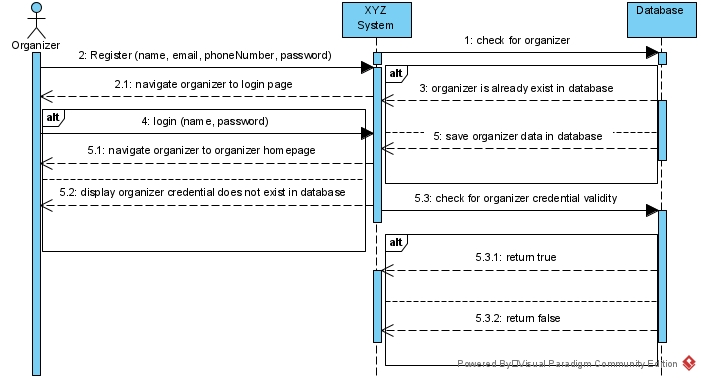 XYZ
System
Database
Organizer
1: check for organizer
2: Register (name, email, phoneNumber, password)
alt
2.1: navigate organizer to login page
3: organizer is already exist in database
alt
4: login (name, password)
5: save organizer data in database
5.1: navigate organizer to organizer homepage
5.2: display organizer credential does not exist in database
5.3: check for organizer credential validity
alt
5.3.1: return true
5.3.2: return false
Powered By Visual Paradigm Community Edition